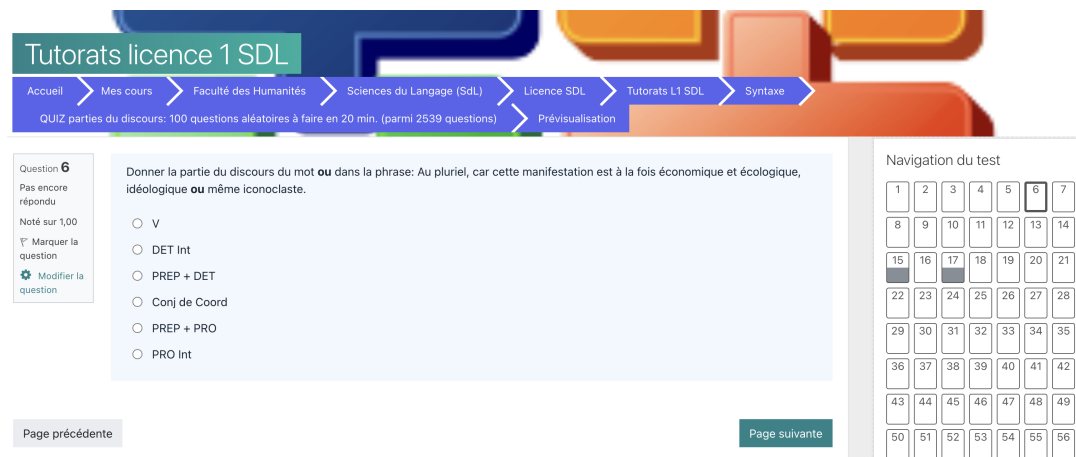 Tutorats licence 1 SDL
Accueil Mes cours Faculté des Humanités Sciences du Langage (SdL) Licence SDL Tutorats L1 SDL Syntaxe
QUIZ parties du discours: 100 questions aléatoires à faire en 20 min. (parmi 2539 questions) Prévisualisation
Question 6
Pas encore
répondu
Noté sur 1,00
Marquer la
question
Modifier la
question
Donner la partie du discours du mot ou dans la phrase: Au pluriel, car cette manifestation est à la fois économique et écologique,
idéologique ou même iconoclaste.
V
DET Int
PREP + DET
Conj de Coord
PREP + PRO
PRO Int
Page précédente
Page suivante
Navigation du test
1 2 3 4 5 6 7
8 9 10 11 12 13 14
15 16 17 18 19 20 21
22 23 24 25 26 27 28
29 30 31 32 33 34 35
36 37 38 39 40 41 42
43 44 45 46 47 48 49
50 51 52 53 54 55 56